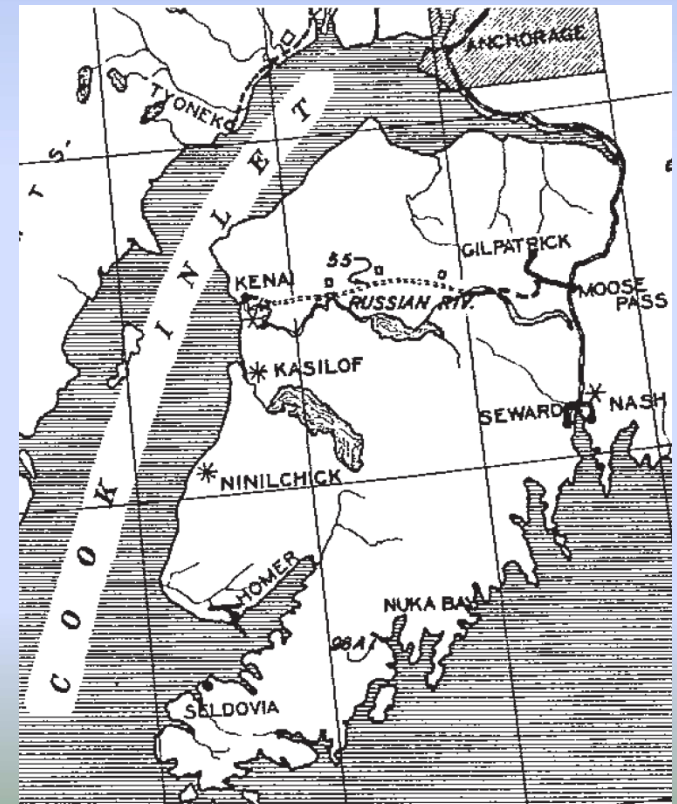 ANCHORAGE
TYONEK
T S.
COOK INLET
GILPATRICK
55
KENAI
RUSSIAN RIV.
MOOSE
PASS
KASILOF
SEWARD
NASH
NINILCHICK
HOMER
NUKA BAY
98A
SELDOVIA